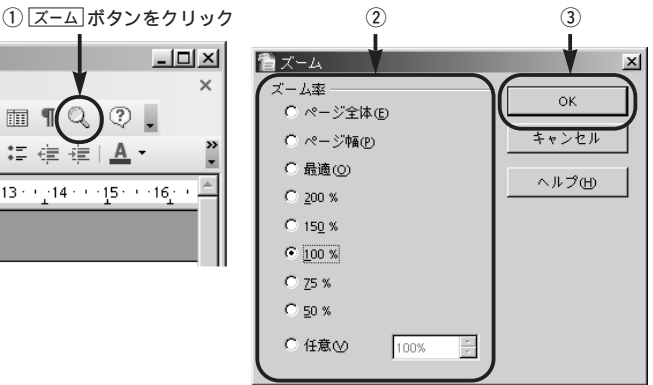 ① ズーム ボタンをクリック
②
③
13 14 15 16
ズーム
ズーム率
ページ全体(E)
ページ幅(P)
最適(O)
200 %
150 %
100 %
75 %
50 %
任意(V) 100%
OK
キャンセル
ヘルプ(H)